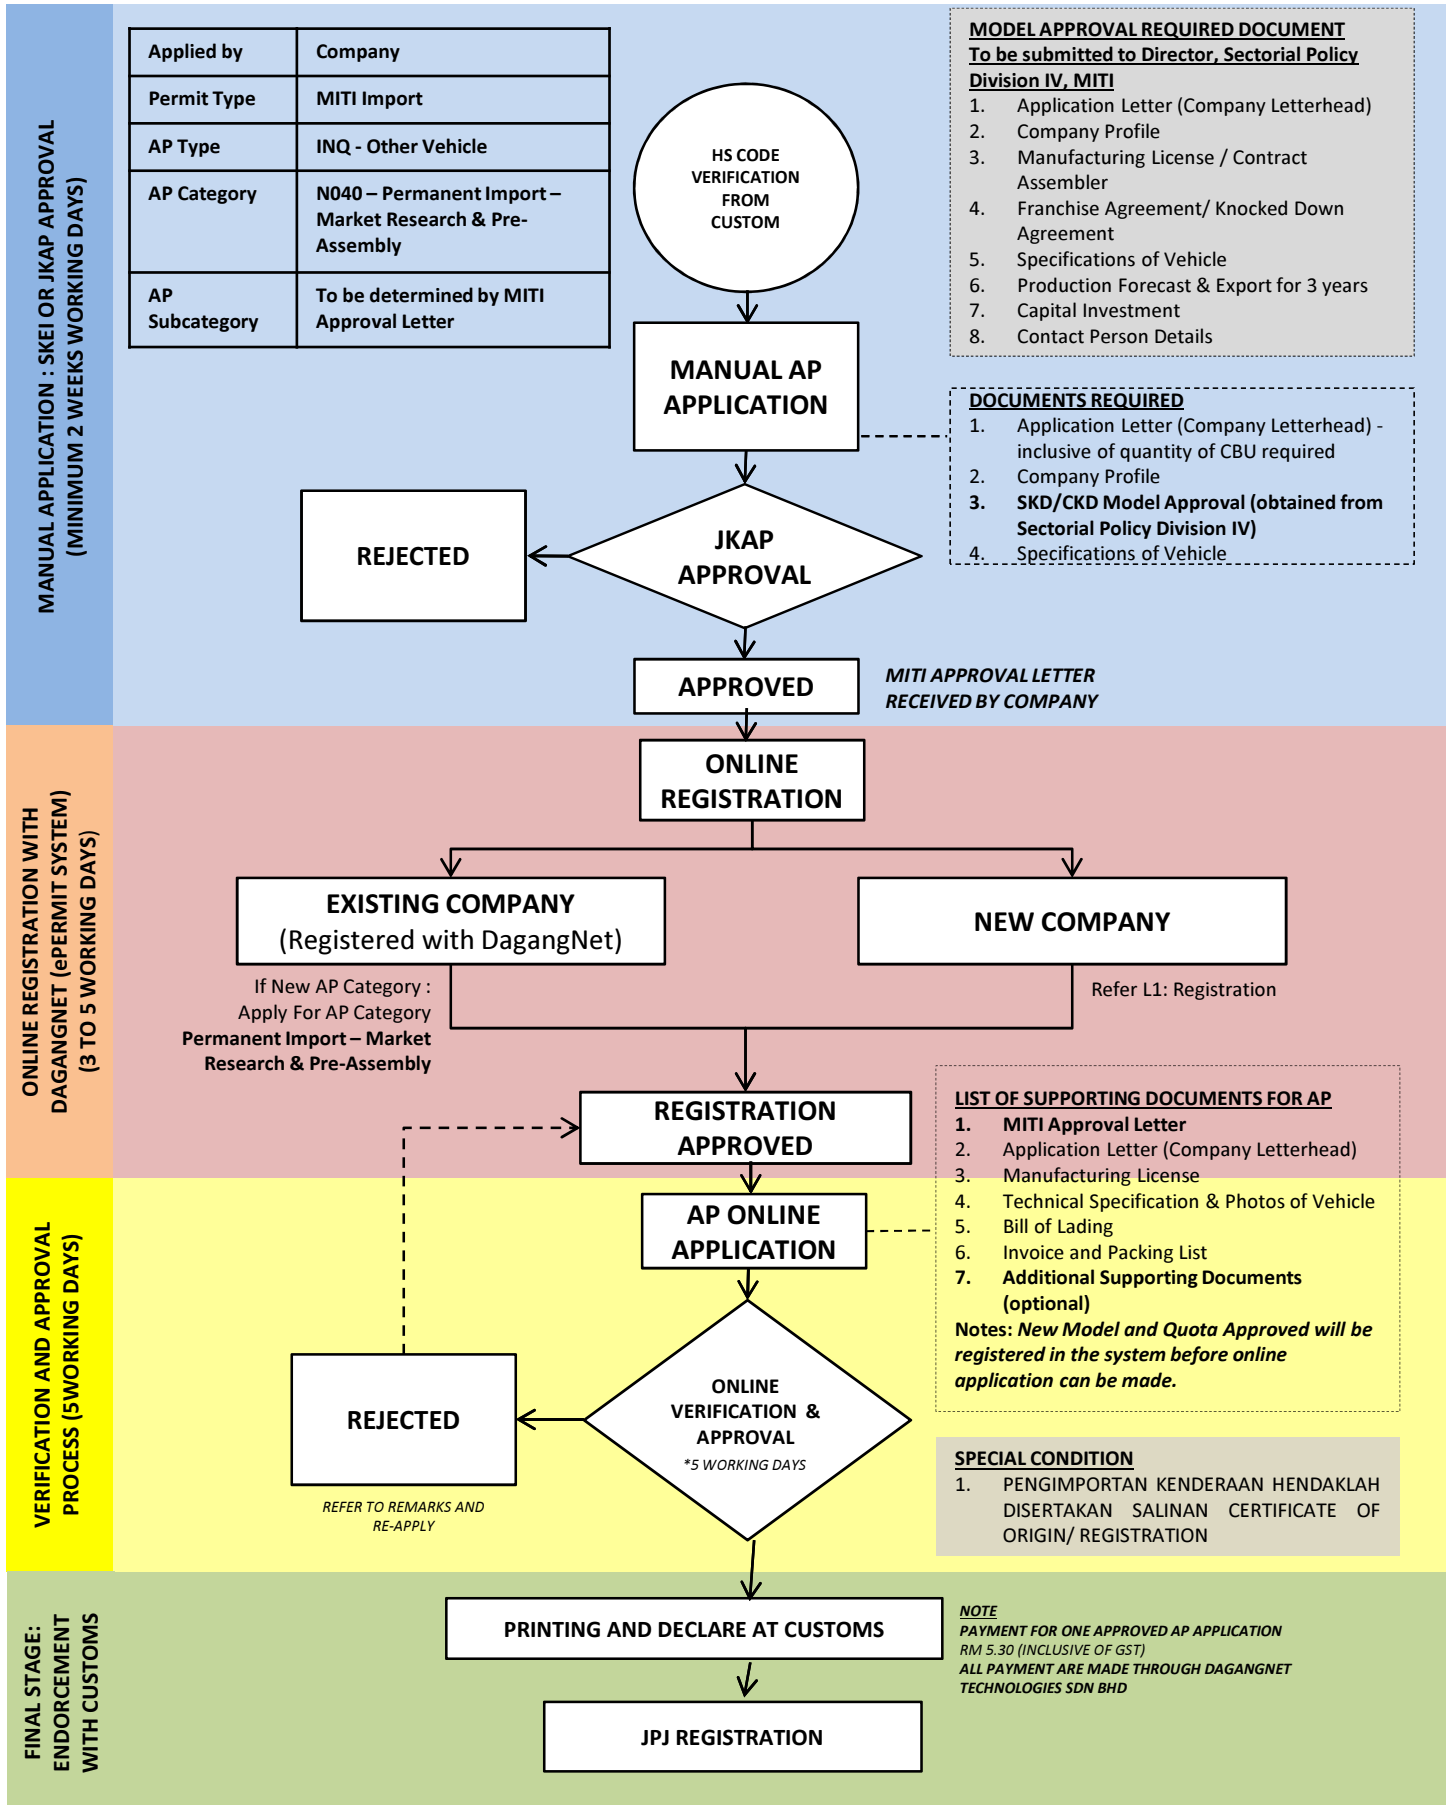 MANUAL APPLICATION : SKEI OR JKAP APPROVAL
(MINIMUM 2 WEEKS WORKING DAYS)
Applied by
Company
Permit Type
MITI Import
AP Type
INQ - Other Vehicle
AP Category
N040 – Permanent Import –
Market Research & Pre-
Assembly
AP
Subcategory
To be determined by MITI
Approval Letter
HS CODE
VERIFICATION
FROM
CUSTOM
MODEL APPROVAL REQUIRED DOCUMENT
To be submitted to Director, Sectorial Policy
Division IV, MITI
1. Application Letter (Company Letterhead)
2. Company Profile
3. Manufacturing License / Contract
Assembler
4. Franchise Agreement/ Knocked Down
Agreement
5. Specifications of Vehicle
6. Production Forecast & Export for 3 years
7. Capital Investment
8. Contact Person Details
MANUAL AP
APPLICATION
DOCUMENTS REQUIRED
1. Application Letter (Company Letterhead) -
inclusive of quantity of CBU required
2. Company Profile
3. SKD/CKD Model Approval (obtained from
Sectorial Policy Division IV)
4. Specifications of Vehicle
JKAP
APPROVAL
REJECTED
APPROVED
MITI APPROVAL LETTER
RECEIVED BY COMPANY
ONLINE REGISTRATION WITH
DAGANGNET (ePERMIT SYSTEM)
(3 TO 5 WORKING DAYS)
ONLINE
REGISTRATION
EXISTING COMPANY
(Registered with DagangNet)
NEW COMPANY
If New AP Category :
Apply For AP Category
Permanent Import – Market
Research & Pre-Assembly
Refer L1: Registration
REGISTRATION
APPROVED
LIST OF SUPPORTING DOCUMENTS FOR AP
1. MITI Approval Letter
2. Application Letter (Company Letterhead)
3. Manufacturing License
4. Technical Specification & Photos of Vehicle
5. Bill of Lading
6. Invoice and Packing List
7. Additional Supporting Documents
(optional)
Notes: New Model and Quota Approved will be
registered in the system before online
application can be made.
VERIFICATION AND APPROVAL
PROCESS (5WORKING DAYS)
AP ONLINE
APPLICATION
ONLINE
VERIFICATION &
APPROVAL
*5 WORKING DAYS
REJECTED
REFER TO REMARKS AND
RE-APPLY
SPECIAL CONDITION
1. PENGIMPORTAN KENDERAAN HENDAKLAH
DISERTAKAN SALINAN CERTIFICATE OF
ORIGIN/ REGISTRATION
FINAL STAGE:
ENDORCEMENT
WITH CUSTOMS
PRINTING AND DECLARE AT CUSTOMS
NOTE
PAYMENT FOR ONE APPROVED AP APPLICATION
RM 5.30 (INCLUSIVE OF GST)
ALL PAYMENT ARE MADE THROUGH DAGANGNET
TECHNOLOGIES SDN BHD
JPJ REGISTRATION